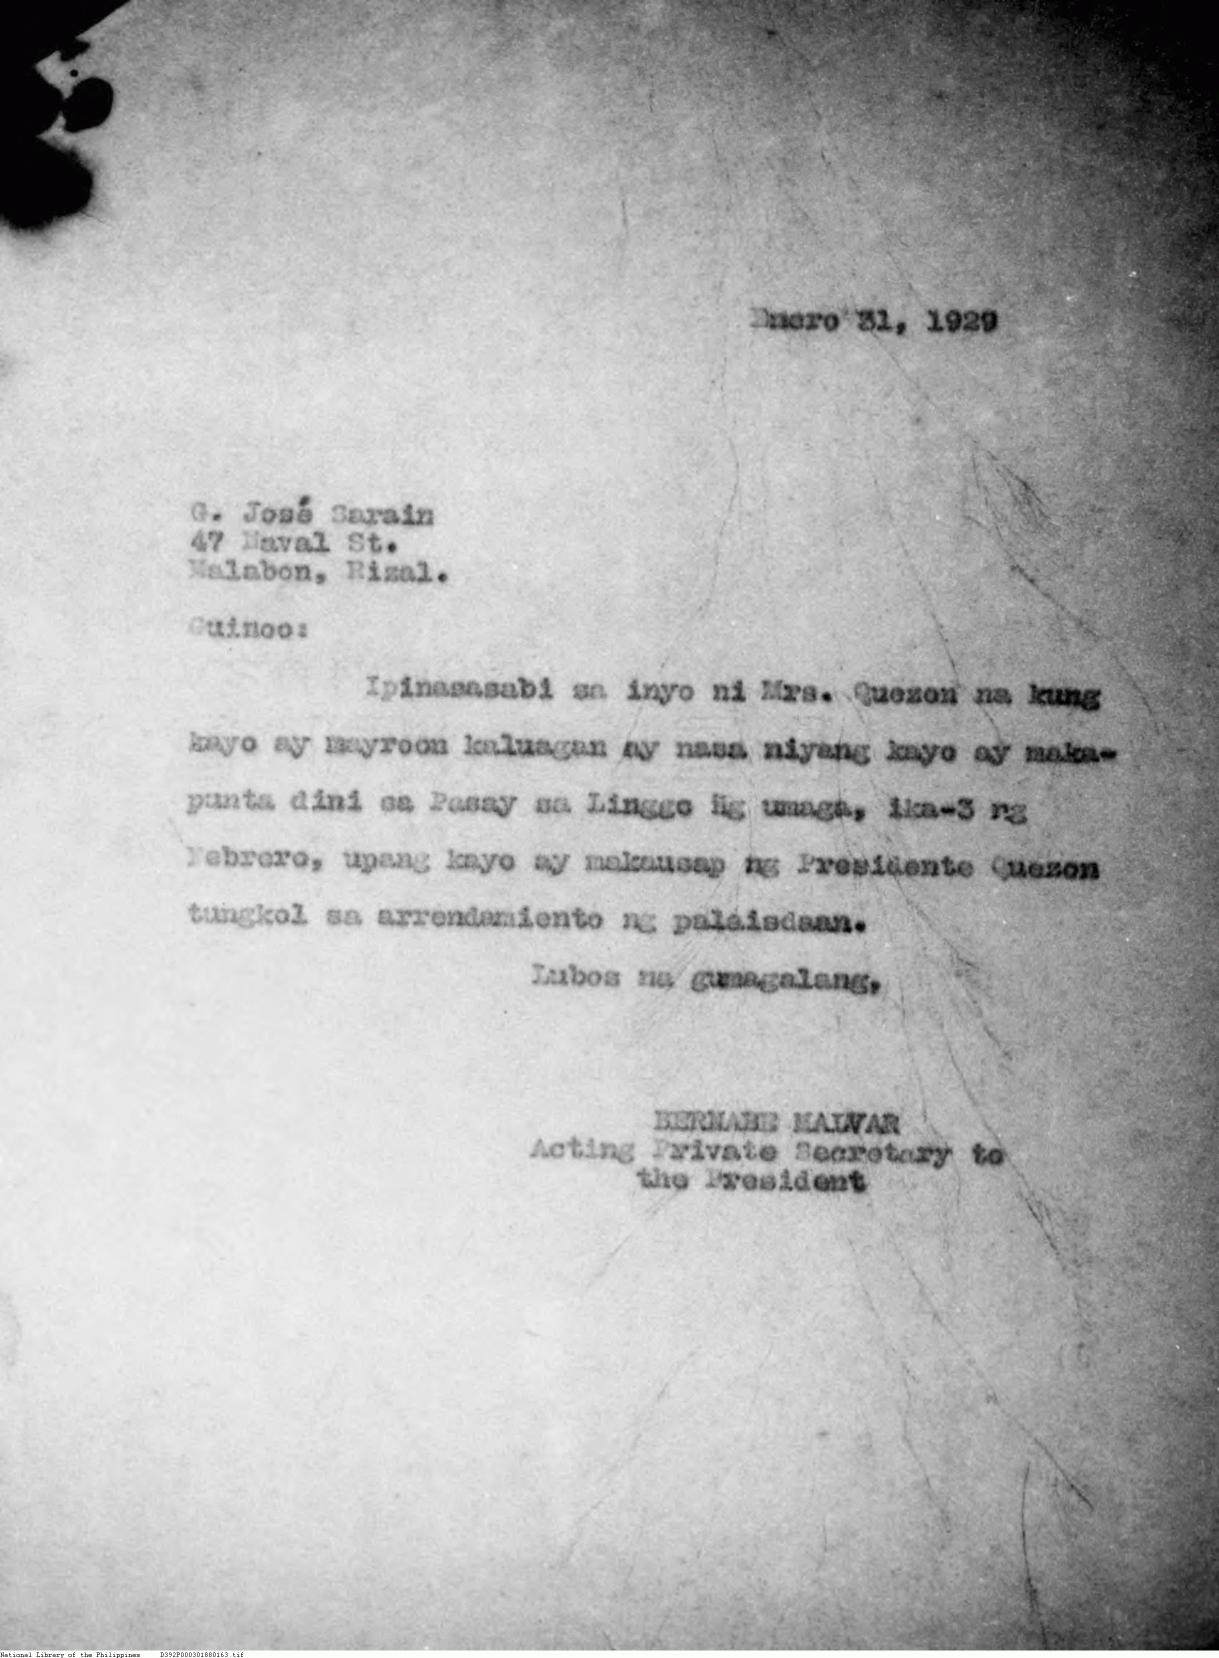 Enero 31, 1929
G. José Sarain
47 Naval St.
Malabon, Rizal.
Guinoo:
Ipinasasabi sa inyo ni Mrs. Quezon na kung
kayo ay mayroon kaluagan ay nasa niyang kayo ay maka-
punta dini sa Pasay sa Linggo ng umaga, ika-3 ng
Febrero, upang kayo ay makausap ng Presidente Quezon
tungkol sa arrendamiento ng palaisdaan.
Lubos na gumagalang,
BERNABE MALVAR
Acting Private Secretary to
the President
National Library of the Philippines D392P000301880163.tif